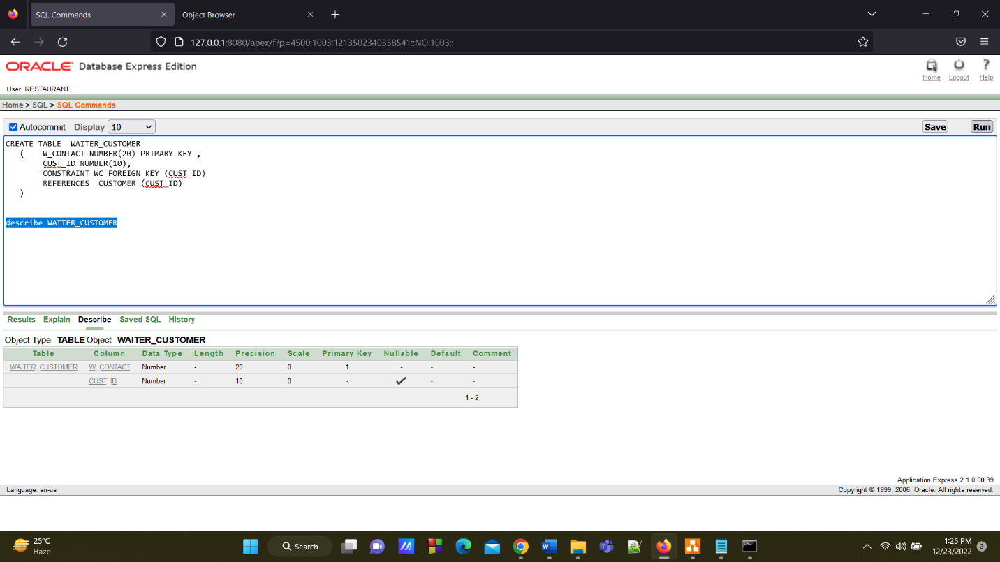 SQL Commands
Object Browser
127.0.0.1:8080/apex/f?p=4500:1003:1213502340358541::NO:1003::
ORACLE Database Express Edition
Home Logout Help
User: RESTAURANT
Home > SQL > SQL Commands
Autocommit Display 10
Save Run
CREATE TABLE WAITER_CUSTOMER
( W_CONTACT NUMBER(20) PRIMARY KEY ,
CUST_ID NUMBER(10),
CONSTRAINT WC FOREIGN KEY (CUST_ID)
REFERENCES CUSTOMER (CUST_ID)
)
describe WAITER_CUSTOMER
Results Explain Describe Saved SQL History
Object Type TABLE Object WAITER_CUSTOMER
Table Column Data Type Length Precision Scale Primary Key Nullable Default Comment
WAITER_CUSTOMER W_CONTACT Number - 20 0 1 - - -
CUST_ID Number - 10 0 - ✓ - -
1 - 2
Application Express 2.1.0.00.39
Language: en-us
Copyright © 1999, 2006, Oracle. All rights reserved.
25°C
Haze
Search
1:25 PM
12/23/2022
2